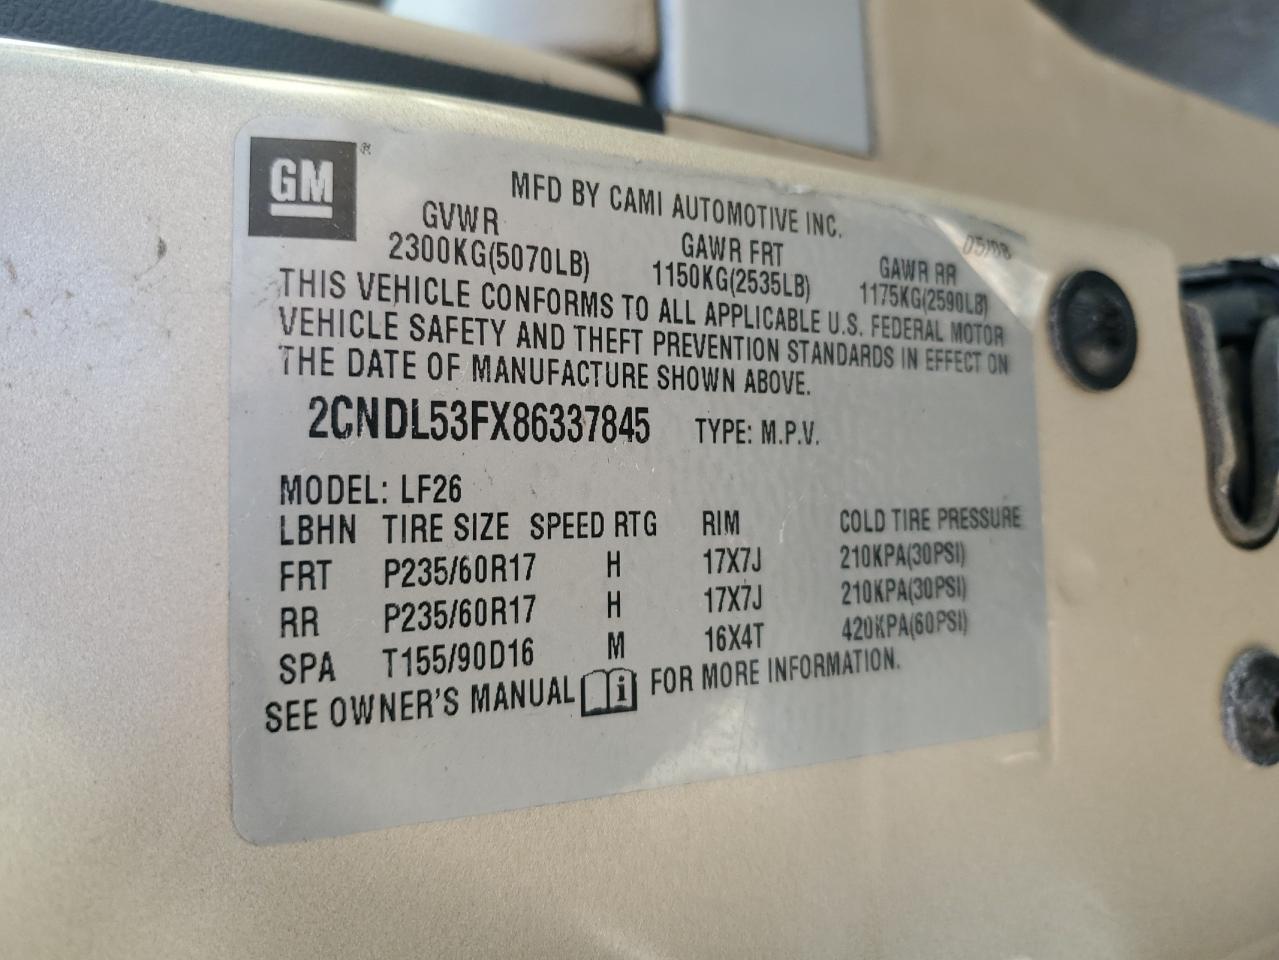 GM ®
MFD BY CAMI AUTOMOTIVE INC.
05/08
GVWR GAWR FRT GAWR RR
2300KG(5070LB) 1150KG(2535LB) 1175KG(2590LB)
THIS VEHICLE CONFORMS TO ALL APPLICABLE U.S. FEDERAL MOTOR
VEHICLE SAFETY AND THEFT PREVENTION STANDARDS IN EFFECT ON
THE DATE OF MANUFACTURE SHOWN ABOVE.
2CNDL53FX86337845 TYPE: M.P.V.
MODEL: LF26
LBHN TIRE SIZE SPEED RTG RIM COLD TIRE PRESSURE
FRT P235/60R17 H 17X7J 210KPA(30PSI)
RR P235/60R17 H 17X7J 210KPA(30PSI)
SPA T155/90D16 M 16X4T 420KPA(60PSI)
SEE OWNER'S MANUAL i FOR MORE INFORMATION.